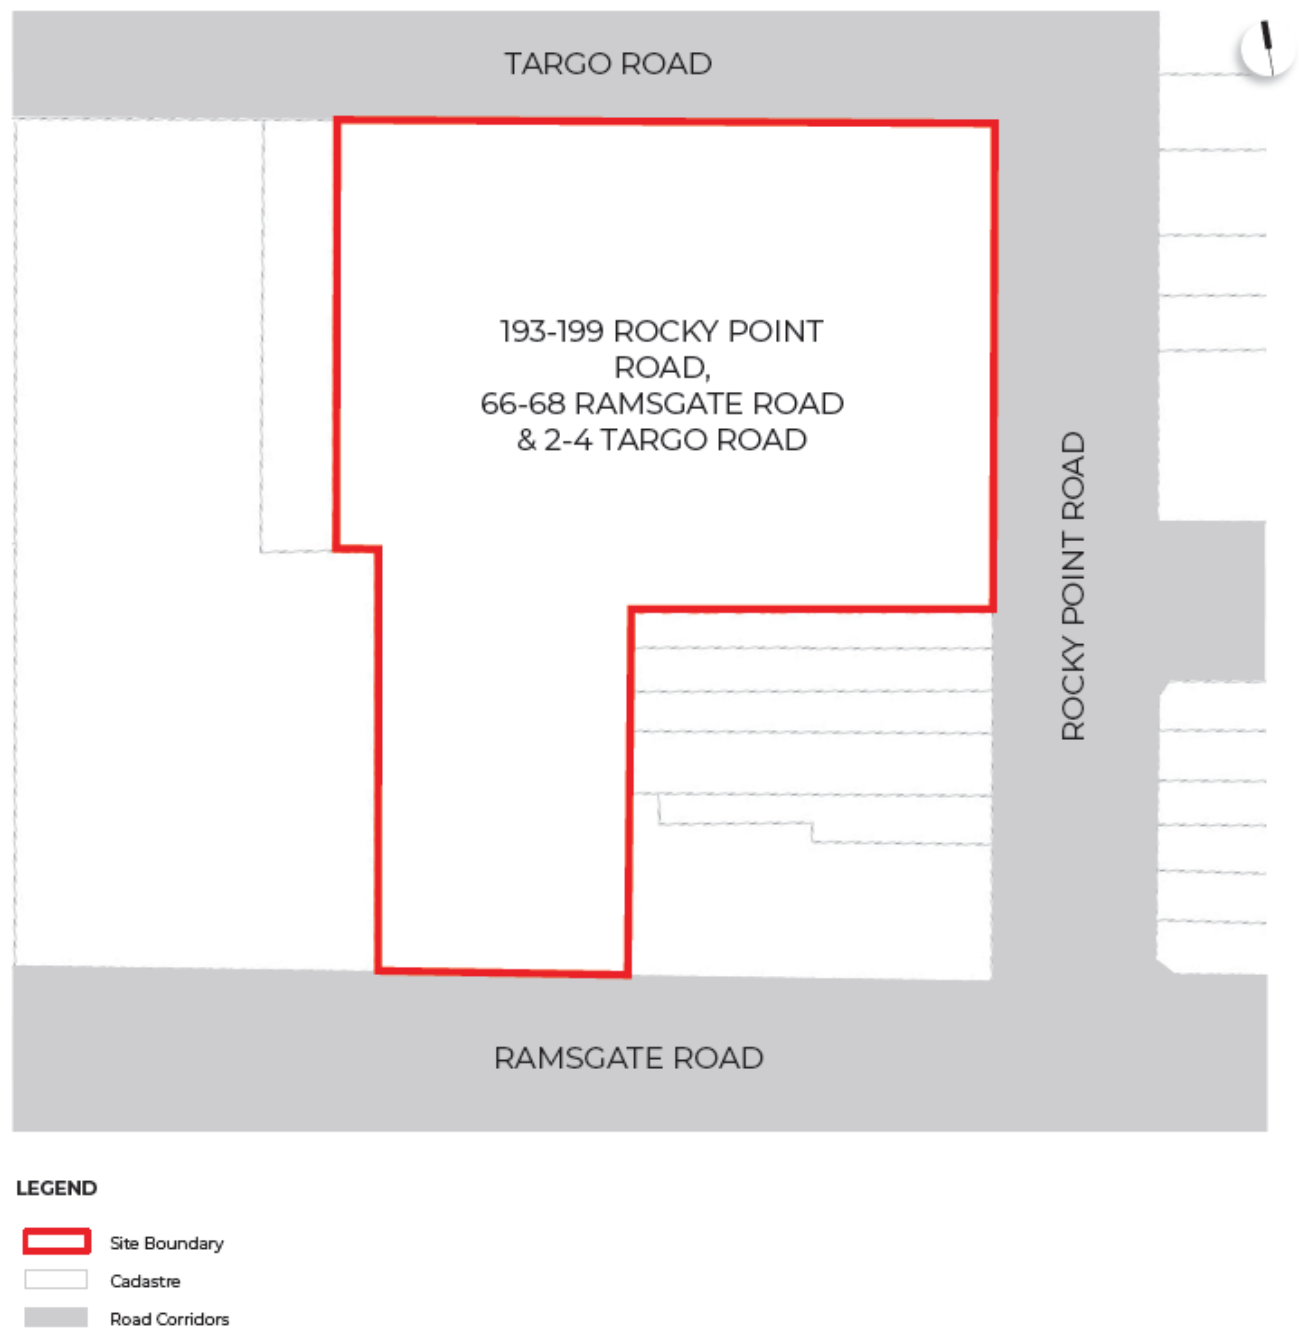 TARGO ROAD
193-199 ROCKY POINT
ROAD,
66-68 RAMSGATE ROAD
& 2-4 TARGO ROAD
ROCKY POINT ROAD
RAMSGATE ROAD
LEGEND
Site Boundary
Cadastre
Road Corridors